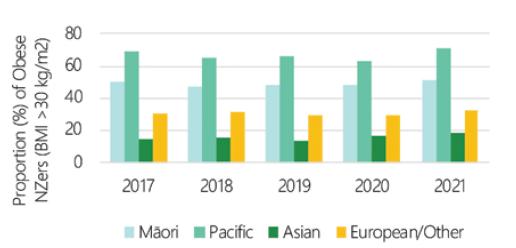 Proportion (%) of Obese
NZers (BMI >30 kg/m2)
80
60
40
20
0
2017 2018 2019 2020 2021
Māori Pacific Asian European/Other